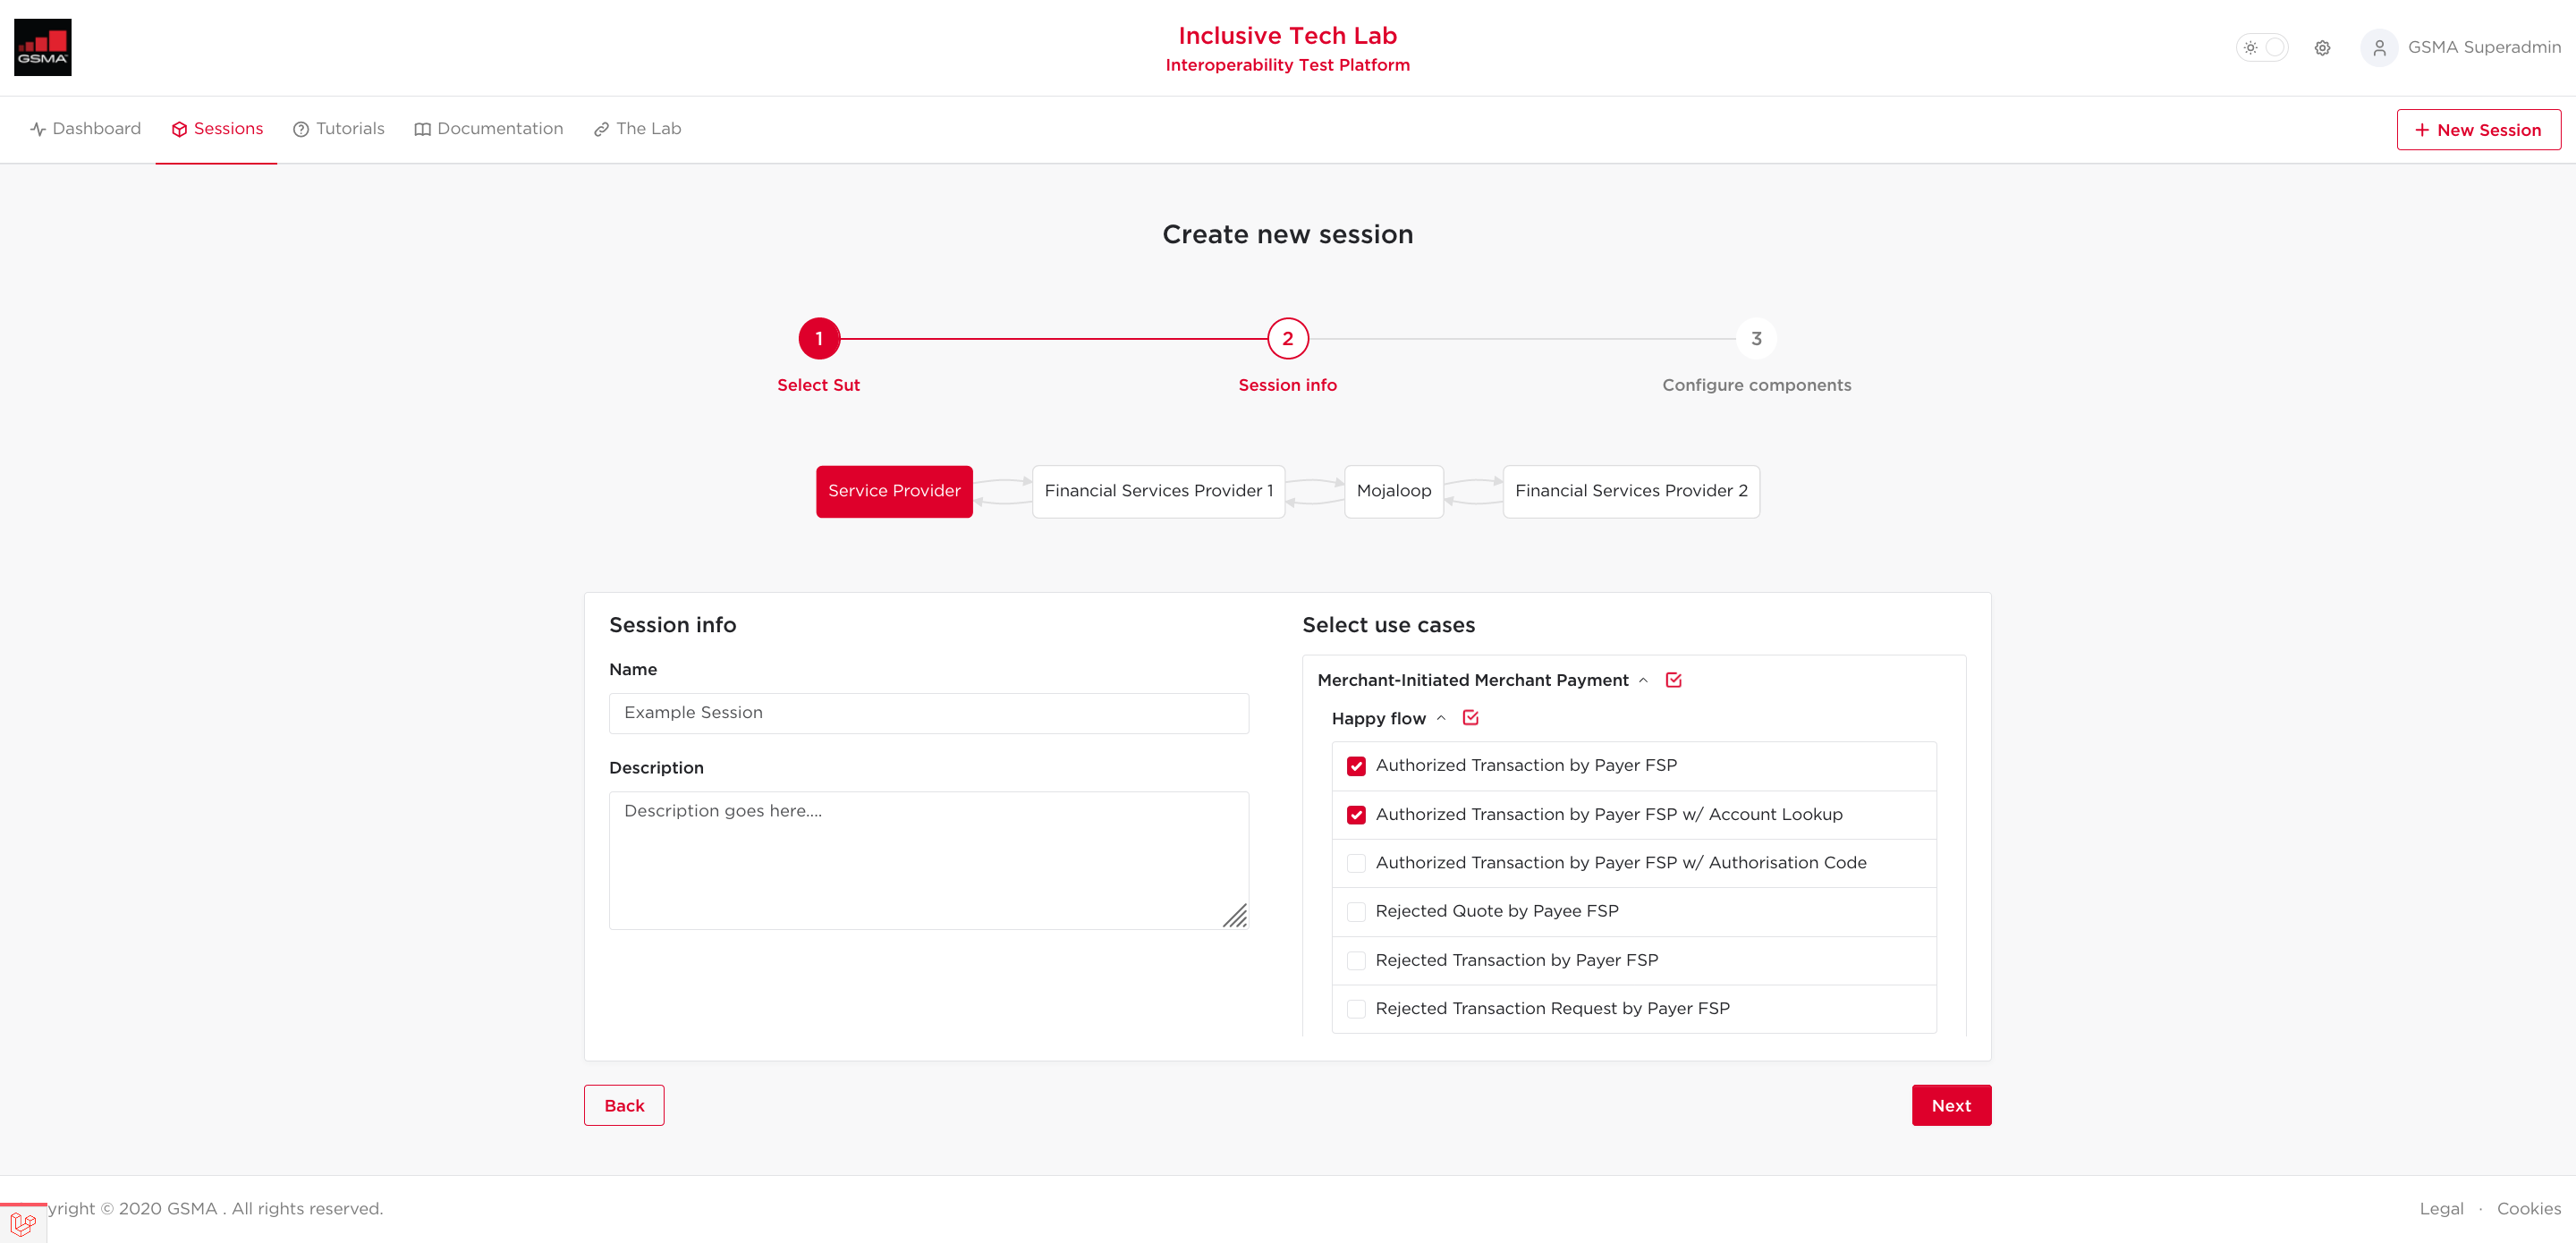 GSMA
Inclusive Tech Lab
Interoperability Test Platform
GSMA Superadmin
Dashboard
Sessions
Tutorials
Documentation
The Lab
New Session
Create new session
1
2
3
Select Sut
Session info
Configure components
Service Provider
Financial Services Provider 1
Mojaloop
Financial Services Provider 2
Session info
Name
Example Session
Description
Description goes here....
Select use cases
Merchant-Initiated Merchant Payment
Happy flow
Authorized Transaction by Payer FSP
Authorized Transaction by Payer FSP w/ Account Lookup
Authorized Transaction by Payer FSP w/ Authorisation Code
Rejected Quote by Payee FSP
Rejected Transaction by Payer FSP
Rejected Transaction Request by Payer FSP
Back
Next
yright © 2020 GSMA . All rights reserved.
Legal · Cookies